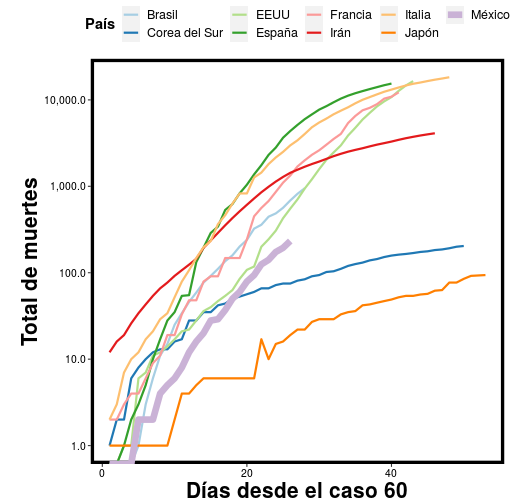 País
Brasil EEUU Francia Italia México
Corea del Sur España Irán Japón
Total de muertes
10,000.0
1,000.0
100.0
10.0
1.0
0 20 40
Días desde el caso 60